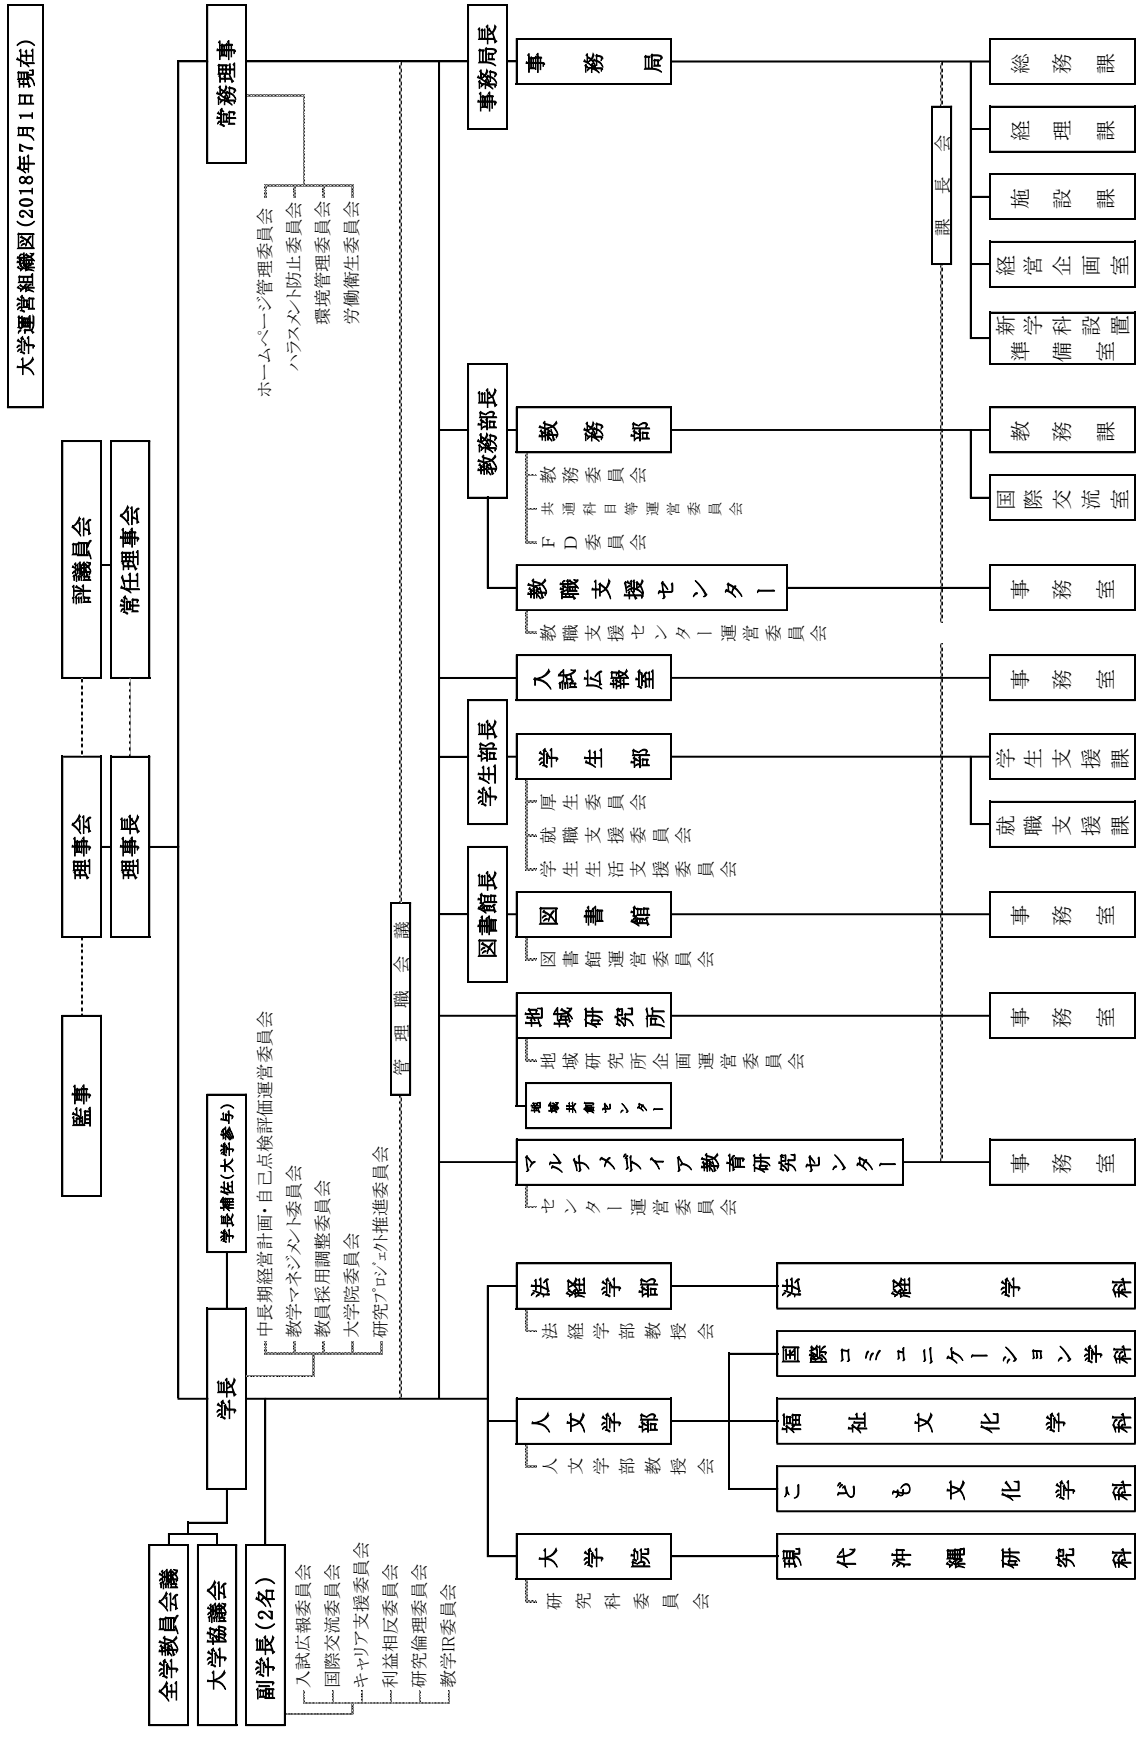 大学運営組織図(2018年7月1日現在)
監事
理事会
評議員会
理事長
常任理事会
全学教員会議
大学協議会
学長
学長補佐(大学参与)
常務理事
副学長(2名)
入試広報委員会
国際交流委員会
キャリア支援委員会
利益相反委員会
研究倫理委員会
教学IR委員会
中長期経営計画・自己点検評価運営委員会
教学マネジメント委員会
教員採用調整委員会
大学院委員会
研究プロジェクト推進委員会
ホームページ管理委員会
ハラスメント防止委員会
環境管理委員会
労働衛生委員会
管理職会議
大学院
研究科委員会
現代沖縄研究科
人文学部
人文学部教授会
こども文化学科
福祉文化学科
国際コミュニケーション学科
法経学部
法経学部教授会
法経学科
マルチメディア教育研究センター
センター運営委員会
事務室
地域研究所
地域研究所企画運営委員会
地域共創センター
事務室
図書館長
図書館
図書館運営委員会
事務室
学生部長
学生部
厚生委員会
就職支援委員会
学生生活支援委員会
就職支援課
学生支援課
入試広報室
事務室
教務部長
教務部
教務委員会
共通科目等運営委員会
FD委員会
教職支援センター
教職支援センター運営委員会
事務室
国際交流室
教務課
事務局長
事務局
課長会
新学科設置
準備室
経営企画室
施設課
経理課
総務課